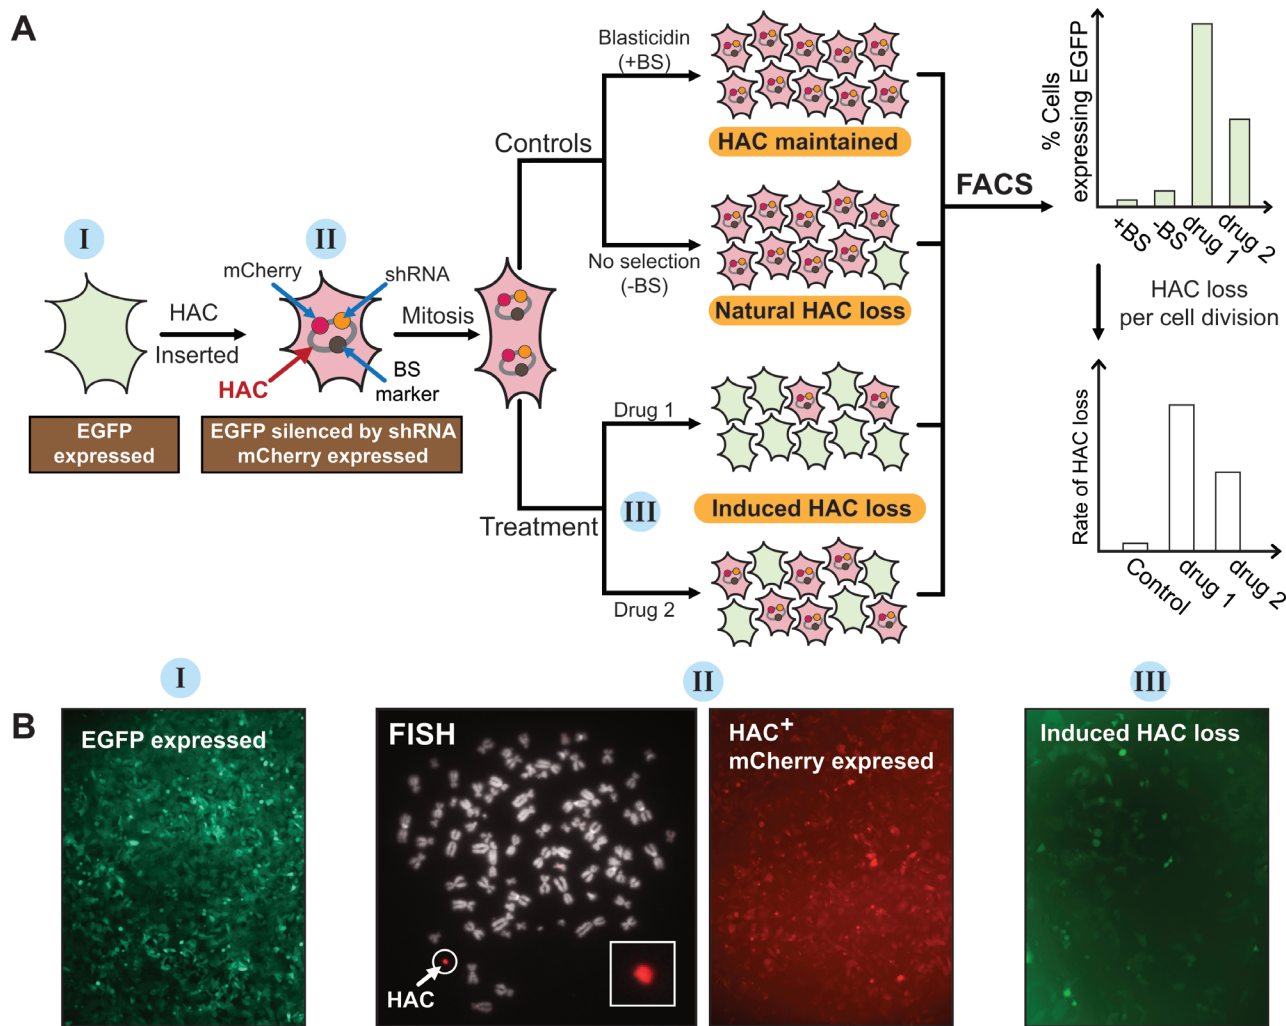 A
I
EGFP
expressed
HAC
Inserted
II
mCherry
shRNA
HAC
BS
marker
EGFP silenced by shRNA
mCherry expressed
Mitosis
Controls
Blasticidin
(+BS)
HAC maintained
No selection
(-BS)
Natural HAC loss
Treatment
III
Drug 1
Induced HAC loss
Drug 2
FACS
% Cells
expressing EGFP
+BS
-BS
drug 1
drug 2
HAC loss
per cell division
Rate of HAC loss
Control
drug 1
drug 2
B
I
EGFP expressed
II
FISH
HAC
HAC+
mCherry expresed
III
Induced HAC loss